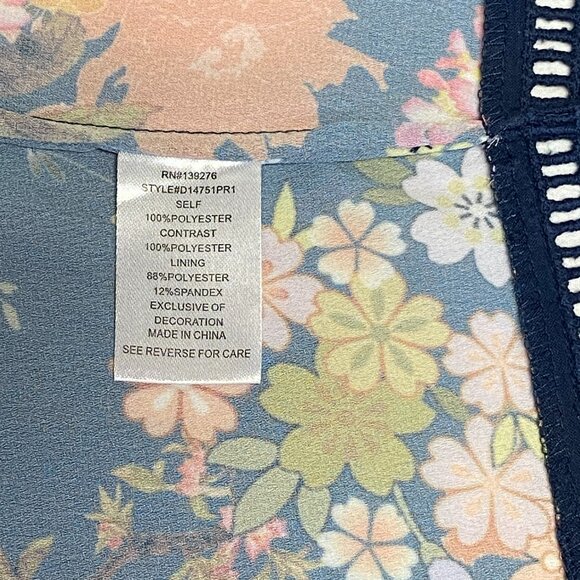 RN#139276
STYLE#D14751PR1
SELF
100%POLYESTER
CONTRAST
100%POLYESTER
LINING
88%POLYESTER
12%SPANDEX
EXCLUSIVE OF
DECORATION
MADE IN CHINA
SEE REVERSE FOR CARE